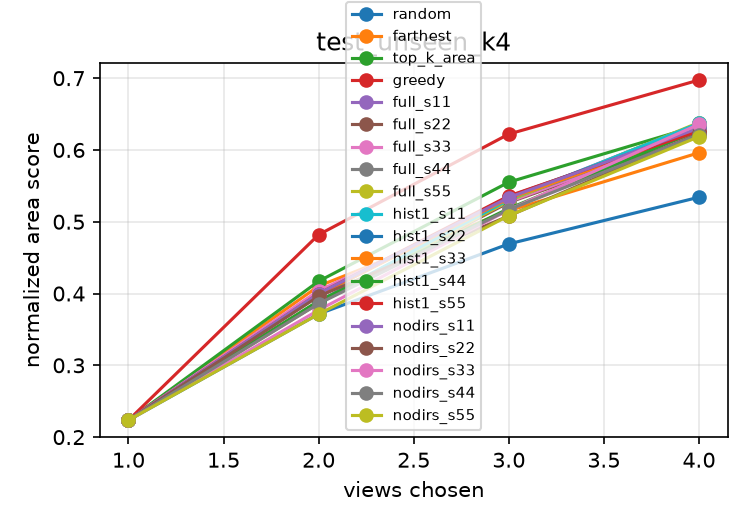 test_unseen_k4
random
farthest
top_k_area
greedy
full_s11
full_s22
full_s33
full_s44
full_s55
hist1_s11
hist1_s22
hist1_s33
hist1_s44
hist1_s55
nodirs_s11
nodirs_s22
nodirs_s33
nodirs_s44
nodirs_s55
normalized area score
0.7
0.6
0.5
0.4
0.3
0.2
1.0 1.5 2.0 2.5 3.0 3.5 4.0
views chosen